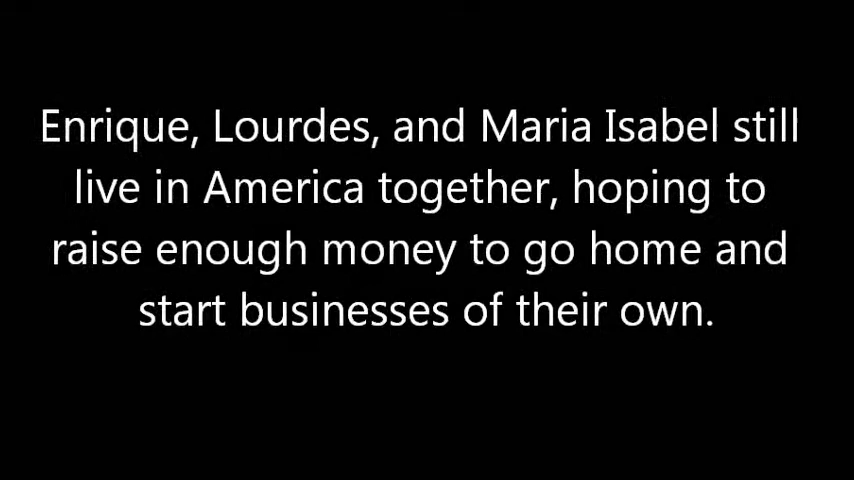 Enrique, Lourdes, and Maria Isabel still
live in America together, hoping to
raise enough money to go home and
start businesses of their own.